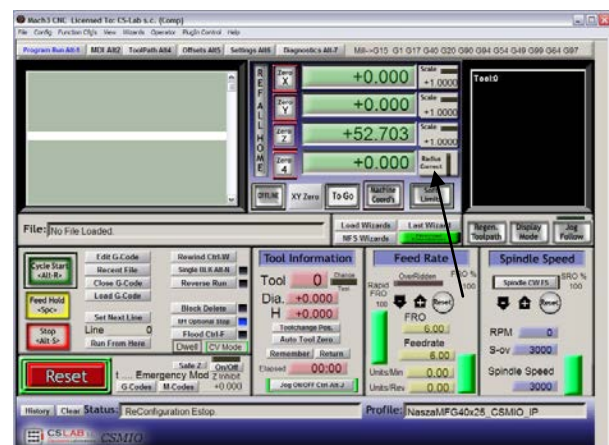 Mach3 CNC Licensed To: CS-Lab s.c. (Comp)
File Config Function Cfg's View Wizards Operator PlugIn Control Help
Program Run Alt-1 MDI Alt2 ToolPath Alt4 Offsets Alt5 Settings Alt6 Diagnostics Alt-7 Mill->G15 G1 G17 G40 G20 G90 G94 G54 G49 G99 G64 G97
REF ALL HOME
Zero X +0.000 Scale +1.0000
Zero Y +0.000 Scale +1.0000
Zero Z +52.703 Scale +1.0000
Zero 4 +0.000 Radius Correct
Tool:0
OFFLINE XY Zero To Go Machine Coord's Soft Limits
File: No File Loaded.
Load Wizards Last Wizard
NFS Wizards
Regen. Toolpath Display Mode Jog Follow
Cycle Start <Alt-R>
Feed Hold <Spc>
Stop <Alt-S>
Edit G-Code Rewind Ctrl-W
Recent File Single BLK Alt-N
Close G-Code Reverse Run
Load G-Code
Block Delete
Set Next Line M1 Optional Stop
Line 0 Flood Ctrl-F
Run From Here Dwell CV Mode
Reset
Emergency Mod
Safe Z On/Off
Z Inhibit
G-Codes M-Codes +0.000
Tool Information
Tool 0 Change Tool
Dia. +0.000
H +0.000
Toolchange Pos.
Auto Tool Zero
Remember Return
Elapsed 00:00
Jog ON/OFF Ctrl-Alt-J
Feed Rate
OverRidden FRO %
Rapid FRO 100 100
Reset
FRO
6.00
Feedrate
6.00
Units/Min 0.00
Units/Rev 0.00
Spindle Speed
Spindle CW F5 SRO %
100
Reset
RPM 0
S-ov 3000
Spindle Speed
3000
History Clear Status: ReConfiguration Estop. Profile: NaszaMFG40x25_CSMIO_IP
CSLAB CSMIO